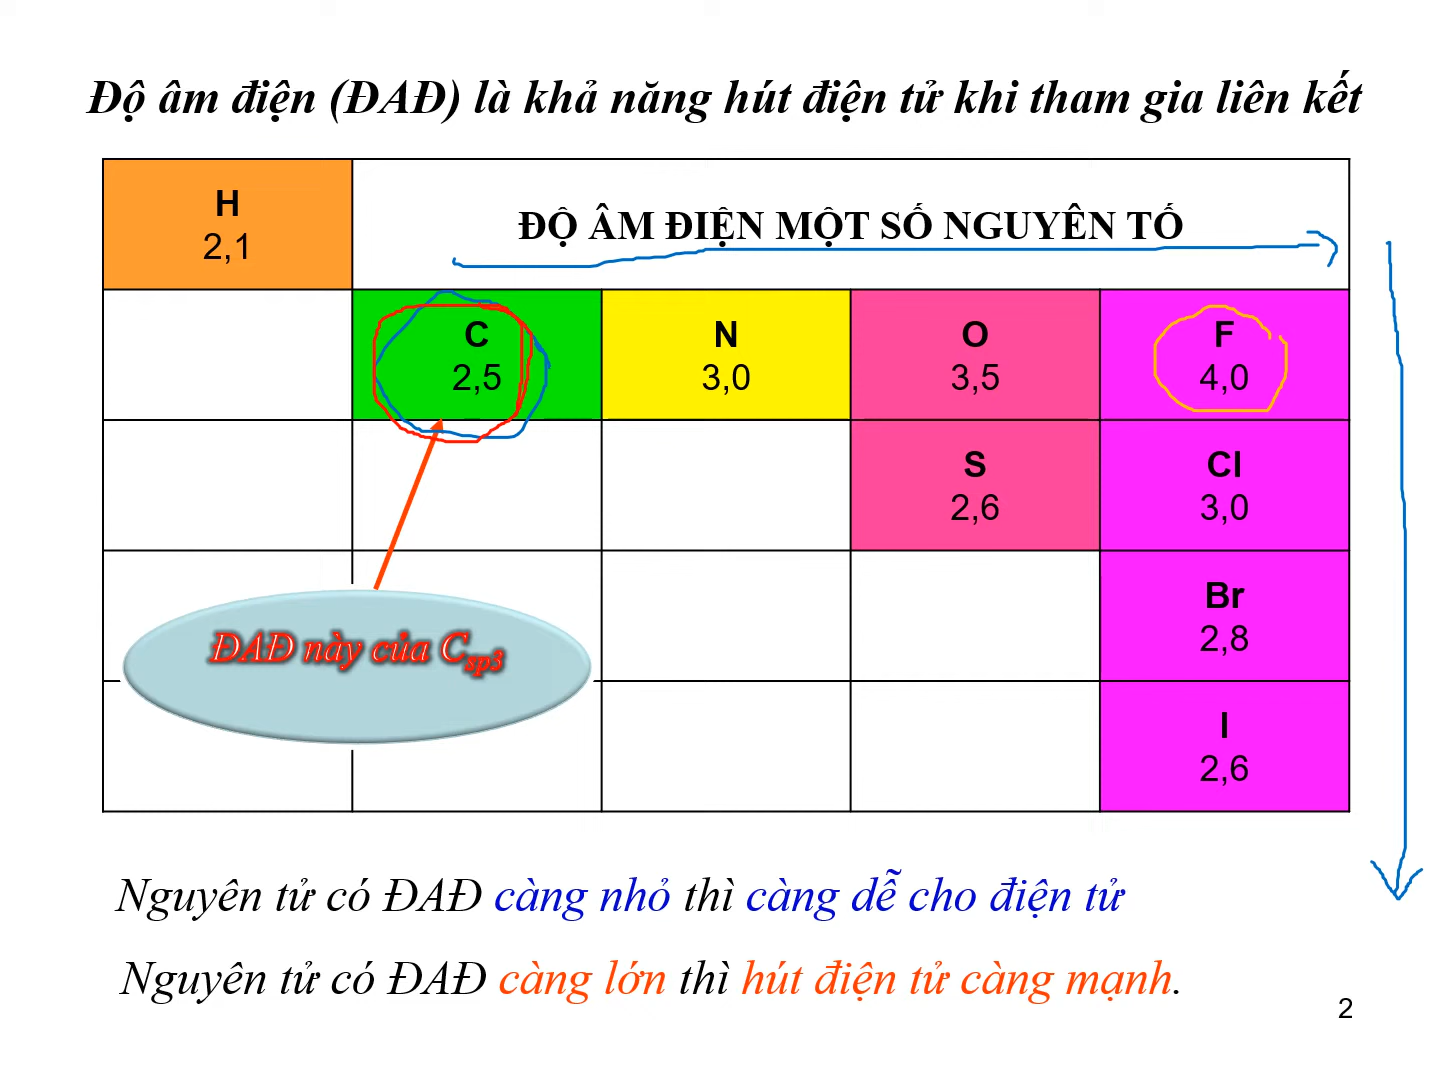 Độ âm điện (ĐAĐ) là khả năng hút điện tử khi tham gia liên kết
H
2,1
ĐỘ ÂM ĐIỆN MỘT SỐ NGUYÊN TỐ
C
2,5
N
3,0
O
3,5
F
4,0
S
2,6
Cl
3,0
Br
2,8
I
2,6
ĐAĐ này của Csp3
Nguyên tử có ĐAĐ càng nhỏ thì càng dễ cho điện tử
Nguyên tử có ĐAĐ càng lớn thì hút điện tử càng mạnh.
2